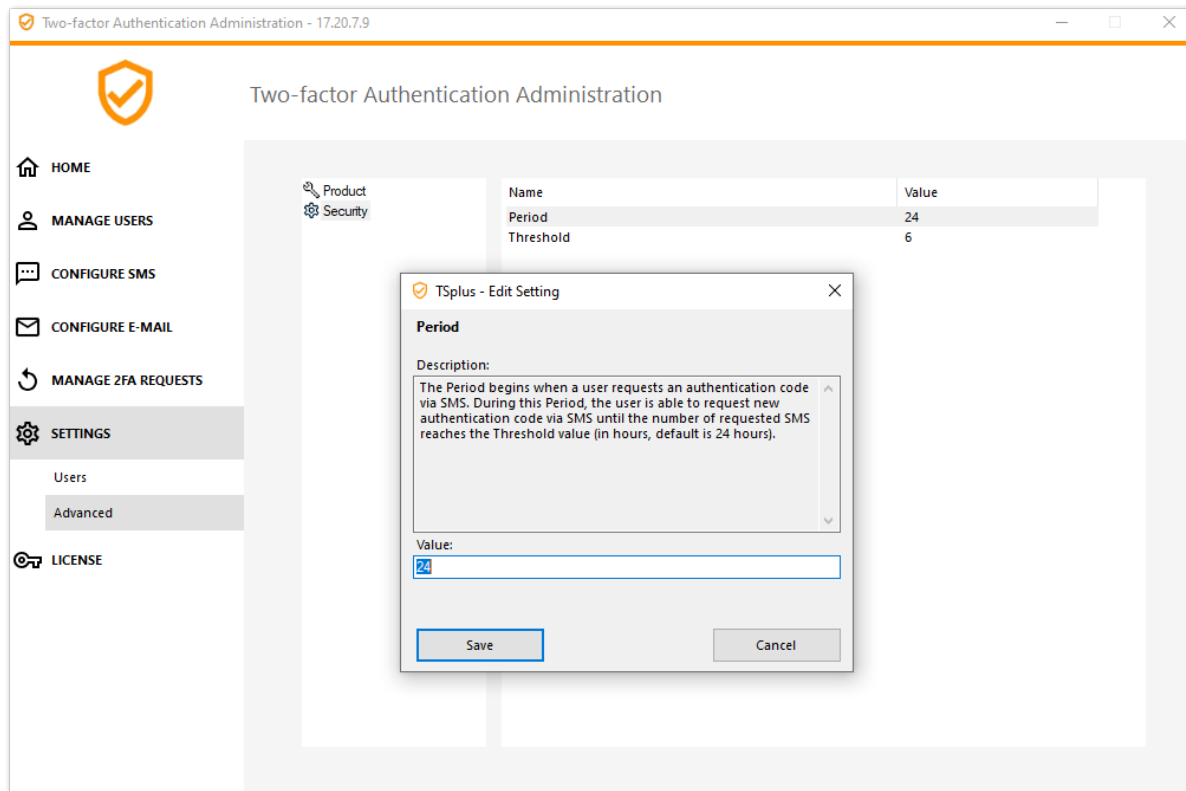 Two-factor Authentication Administration - 17.20.7.9
Two-factor Authentication Administration
HOME
MANAGE USERS
CONFIGURE SMS
CONFIGURE E-MAIL
MANAGE 2FA REQUESTS
SETTINGS
Users
Advanced
LICENSE
Product
Security
Name Value
Period 24
Threshold 6
TSplus - Edit Setting
Period
Description:
The Period begins when a user requests an authentication code
via SMS. During this Period, the user is able to request new
authentication code via SMS until the number of requested SMS
reaches the Threshold value (in hours, default is 24 hours).
Value:
24
Save Cancel